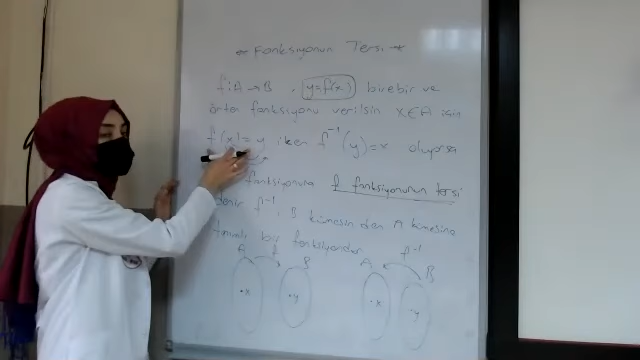 * Fonksiyonun Tersi *
f: A → B , y=f(x) birebir ve
örten fonksiyonu verilsin x∈A için
f(x)=y iken f⁻¹(y)=x oluyorsa
fonksiyonuna f fonksiyonunun tersi
denir f⁻¹, B kümesinden A kümesine
tanımlı bir fonksiyondur
A f B A f⁻¹ B
.x .y .x .y